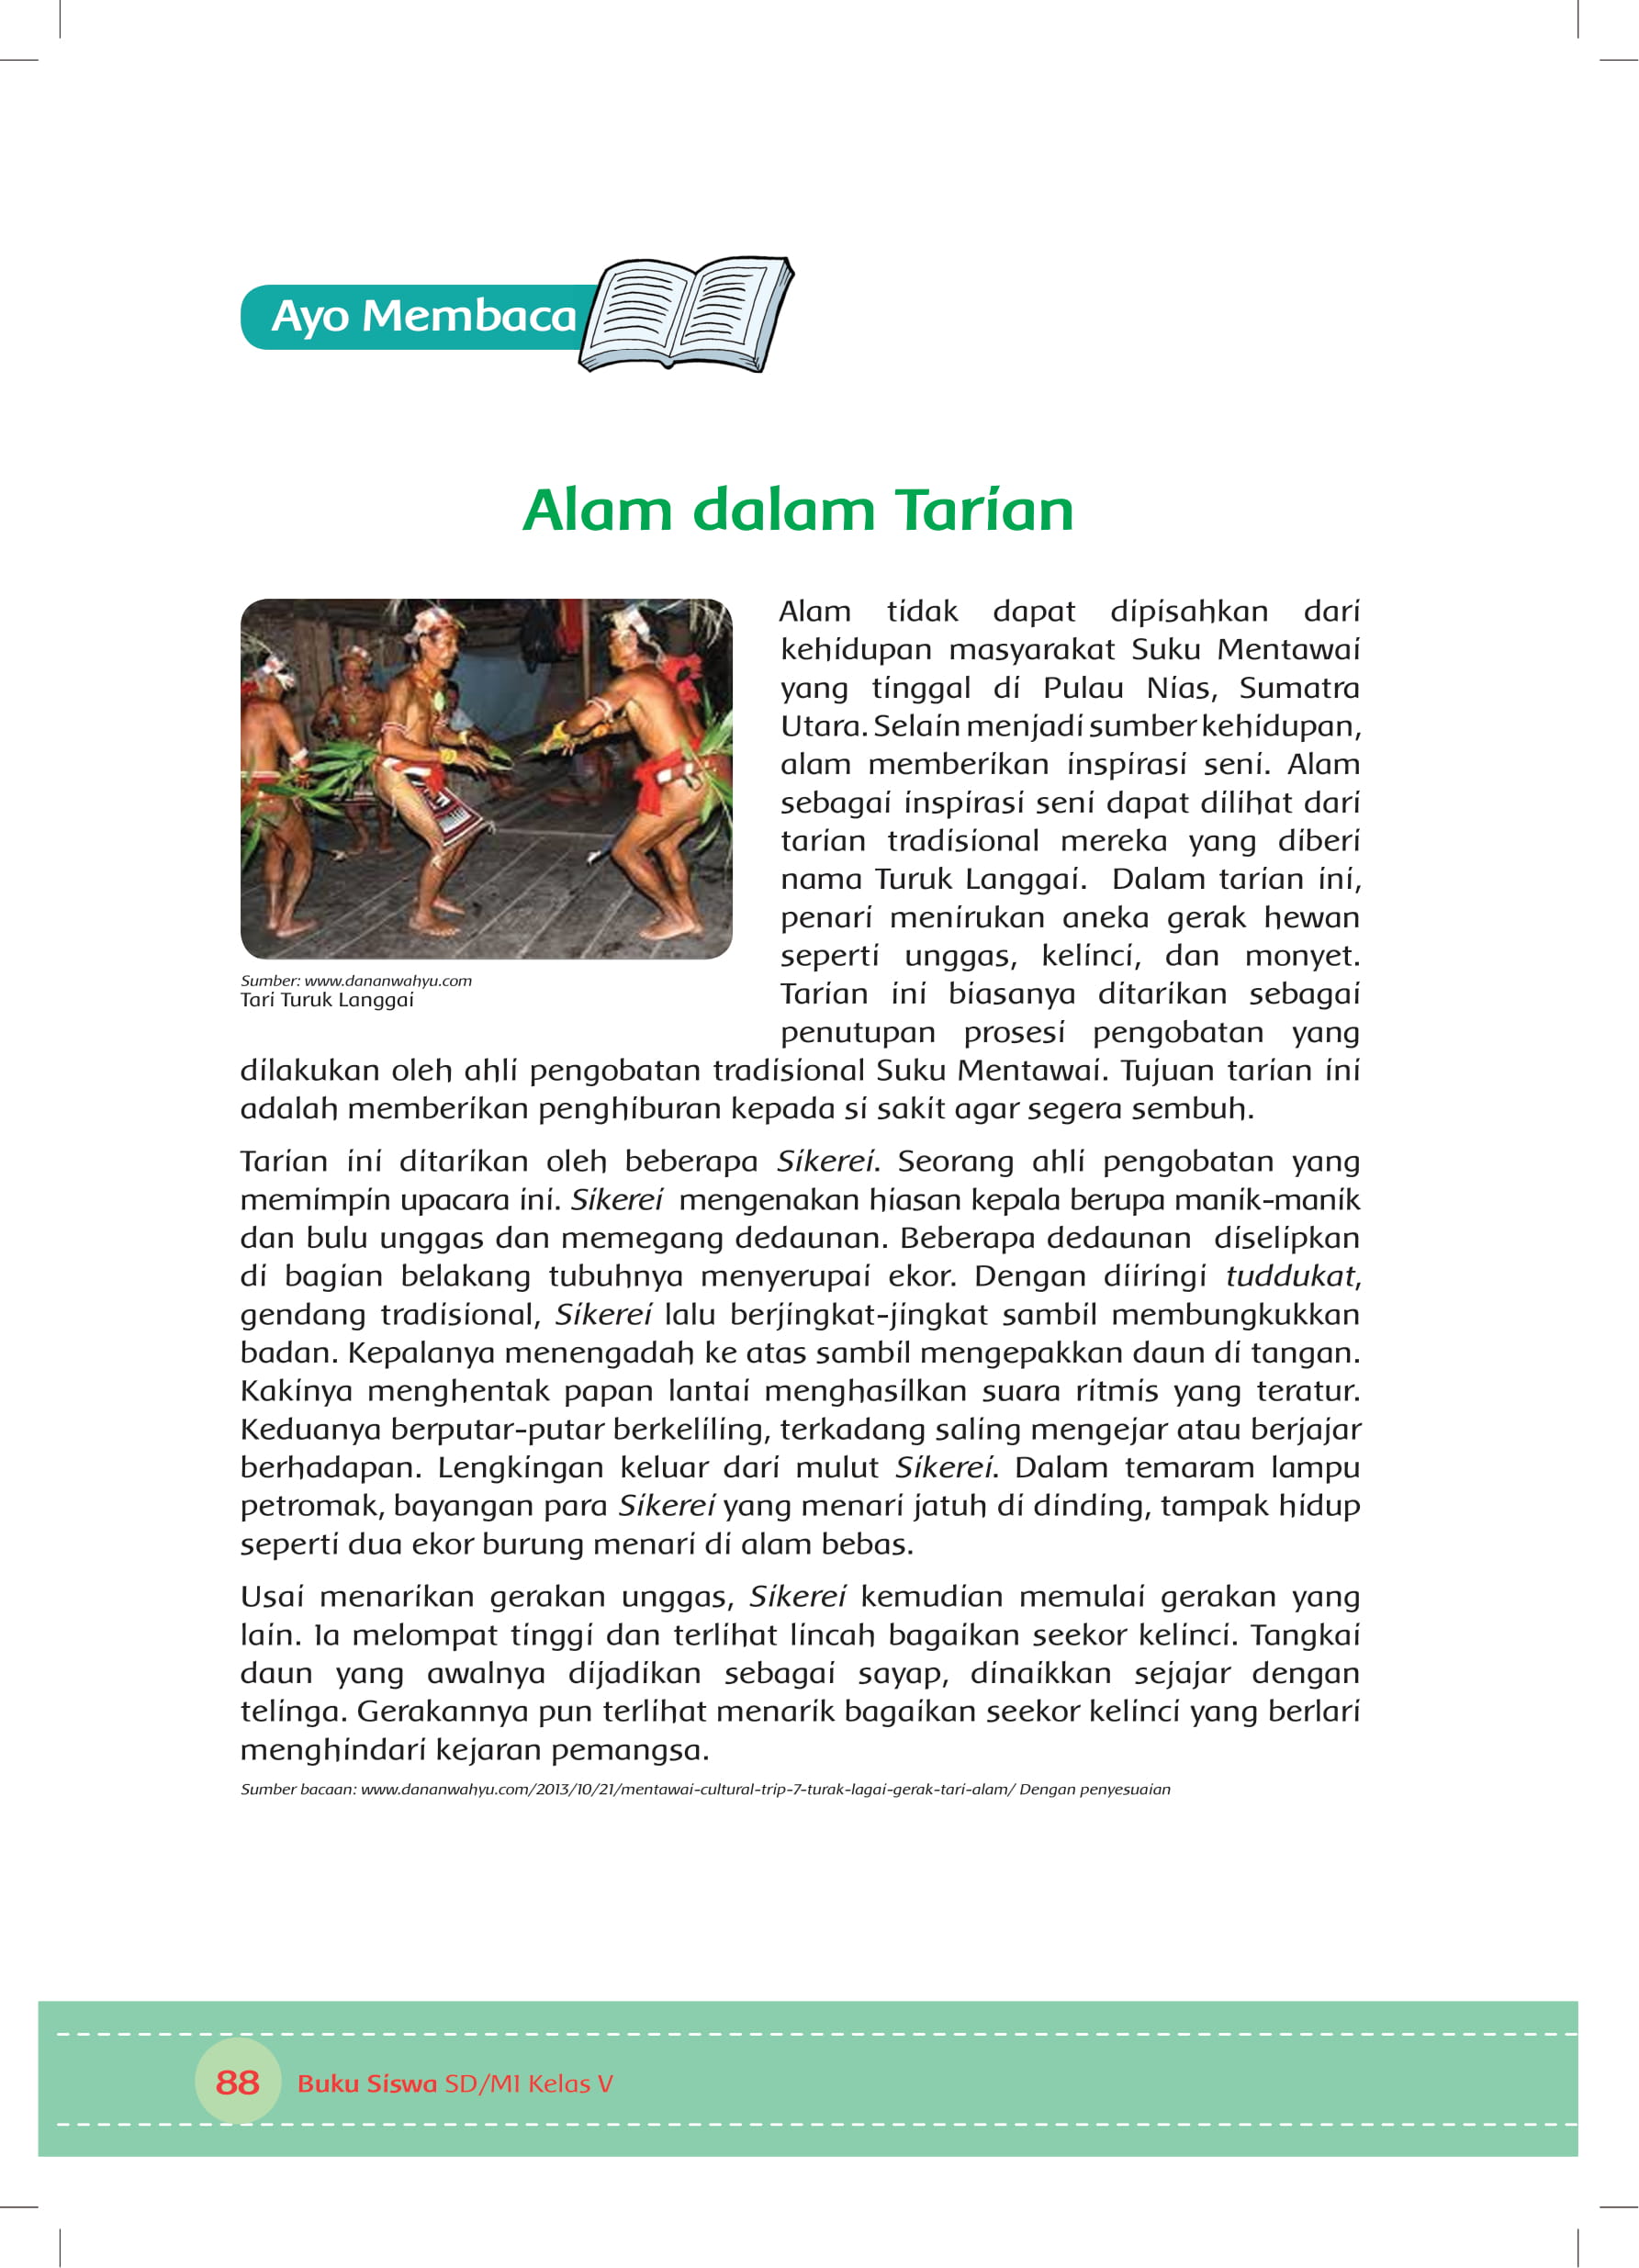 Ayo Membaca
Alam dalam Tarian
Alam tidak dapat dipisahkan dari
kehidupan masyarakat Suku Mentawai
yang tinggal di Pulau Nias, Sumatra
Utara. Selain menjadi sumber kehidupan,
alam memberikan inspirasi seni. Alam
sebagai inspirasi seni dapat dilihat dari
tarian tradisional mereka yang diberi
nama Turuk Langgai. Dalam tarian ini,
penari menirukan aneka gerak hewan
seperti unggas, kelinci, dan monyet.
Tarian ini biasanya ditarikan sebagai
penutupan prosesi pengobatan yang
dilakukan oleh ahli pengobatan tradisional Suku Mentawai. Tujuan tarian ini
adalah memberikan penghiburan kepada si sakit agar segera sembuh.
Sumber: www.dananwahyu.com
Tari Turuk Langgai
Tarian ini ditarikan oleh beberapa Sikerei. Seorang ahli pengobatan yang
memimpin upacara ini. Sikerei mengenakan hiasan kepala berupa manik-manik
dan bulu unggas dan memegang dedaunan. Beberapa dedaunan diselipkan
di bagian belakang tubuhnya menyerupai ekor. Dengan diiringi tuddukat,
gendang tradisional, Sikerei lalu berjingkat-jingkat sambil membungkukkan
badan. Kepalanya menengadah ke atas sambil mengepakkan daun di tangan.
Kakinya menghentak papan lantai menghasilkan suara ritmis yang teratur.
Keduanya berputar-putar berkeliling, terkadang saling mengejar atau berjajar
berhadapan. Lengkingan keluar dari mulut Sikerei. Dalam temaram lampu
petromak, bayangan para Sikerei yang menari jatuh di dinding, tampak hidup
seperti dua ekor burung menari di alam bebas.
Usai menarikan gerakan unggas, Sikerei kemudian memulai gerakan yang
lain. Ia melompat tinggi dan terlihat lincah bagaikan seekor kelinci. Tangkai
daun yang awalnya dijadikan sebagai sayap, dinaikkan sejajar dengan
telinga. Gerakannya pun terlihat menarik bagaikan seekor kelinci yang berlari
menghindari kejaran pemangsa.
Sumber bacaan: www.dananwahyu.com/2013/10/21/mentawai-cultural-trip-7-turak-lagai-gerak-tari-alam/ Dengan penyesuaian
88 Buku Siswa SD/MI Kelas V